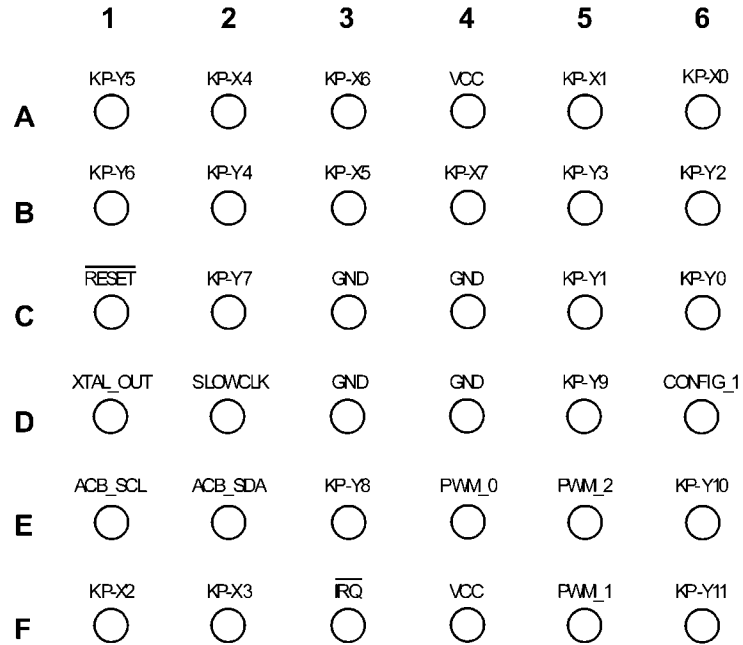 1 2 3 4 5 6
KP-Y5 KP-X4 KP-X6 VCC KP-X1 KP-X0
A
KP-Y6 KP-Y4 KP-X5 KP-X7 KP-Y3 KP-Y2
B
RESET KP-Y7 GND GND KP-Y1 KP-Y0
C
XTAL_OUT SLOWCLK GND GND KP-Y9 CONFIG_1
D
ACB_SCL ACB_SDA KP-Y8 PWM_0 PWM_2 KP-Y10
E
KP-X2 KP-X3 IRQ VCC PWM_1 KP-Y11
F